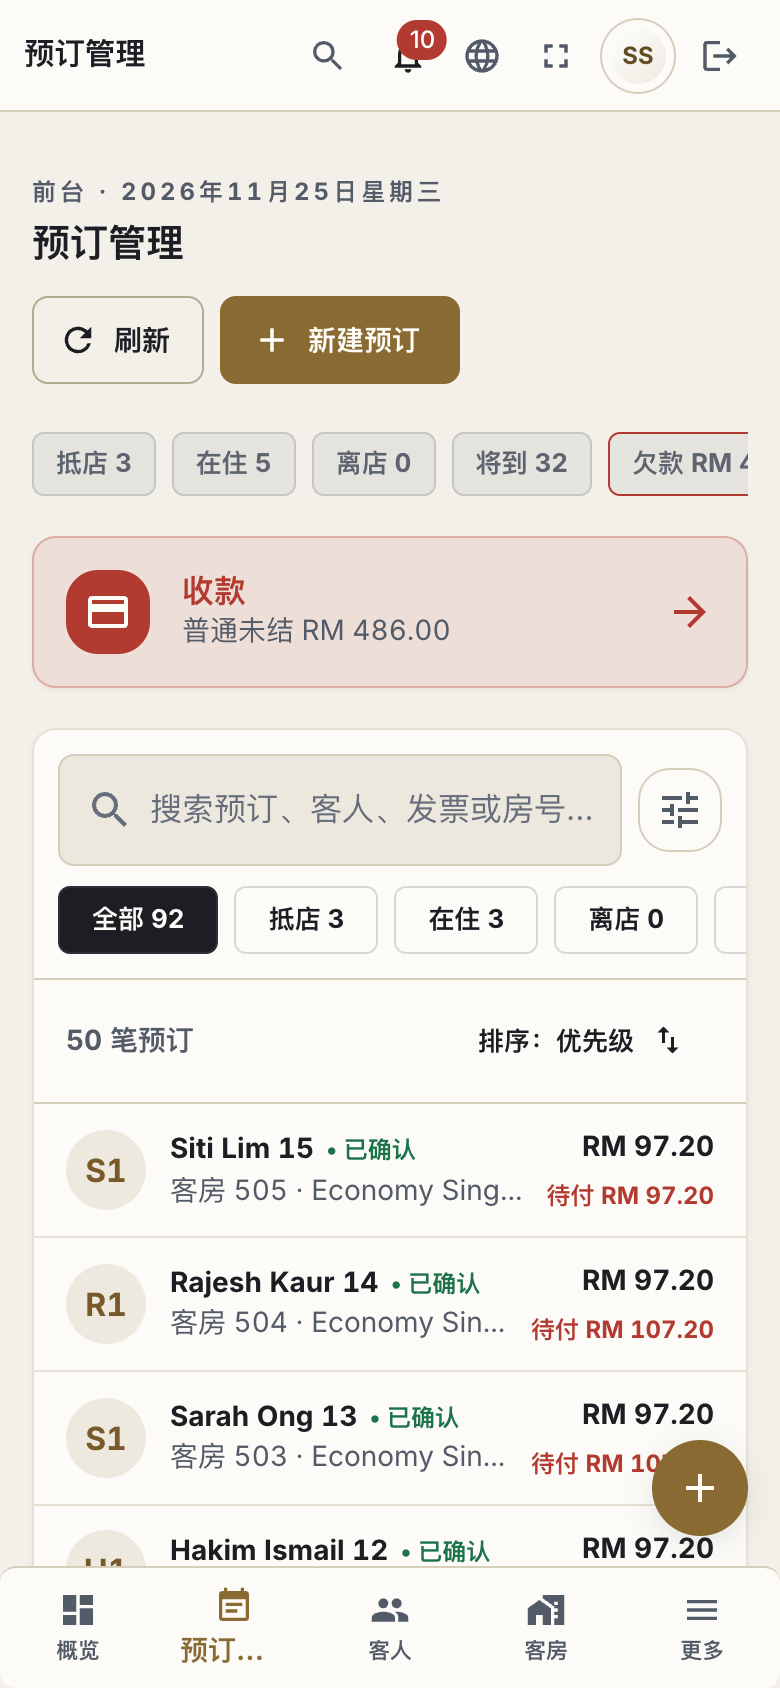 预订管理
10
SS
前台 · 2026年11月25日星期三
预订管理
刷新
新建预订
抵店 3
在住 5
离店 0
将到 32
欠款 RM
收款
普通未结 RM 486.00
搜索预订、客人、发票或房号...
全部 92
抵店 3
在住 3
离店 0
50 笔预订
排序：优先级
S1
Siti Lim 15 • 已确认
RM 97.20
客房 505 · Economy Sing...
待付 RM 97.20
R1
Rajesh Kaur 14 • 已确认
RM 97.20
客房 504 · Economy Sin...
待付 RM 107.20
S1
Sarah Ong 13 • 已确认
RM 97.20
客房 503 · Economy Sin...
待付 RM
Hakim Ismail 12 • 已确认
RM 97.20
概览
预订...
客人
客房
更多